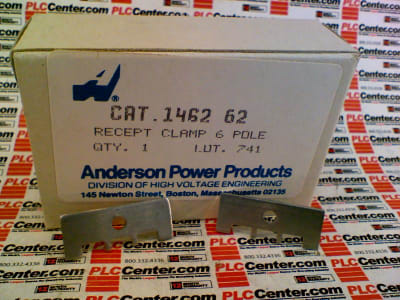 ®
CAT.1462 G2
RECEPT CLAMP 6 POLE
QTY. 1 LOT. 741
Anderson Power Products
DIVISION OF HIGH VOLTAGE ENGINEERING
145 Newton Street, Boston, Massachusetts 02135
PLCCenter.com
800.332.4336